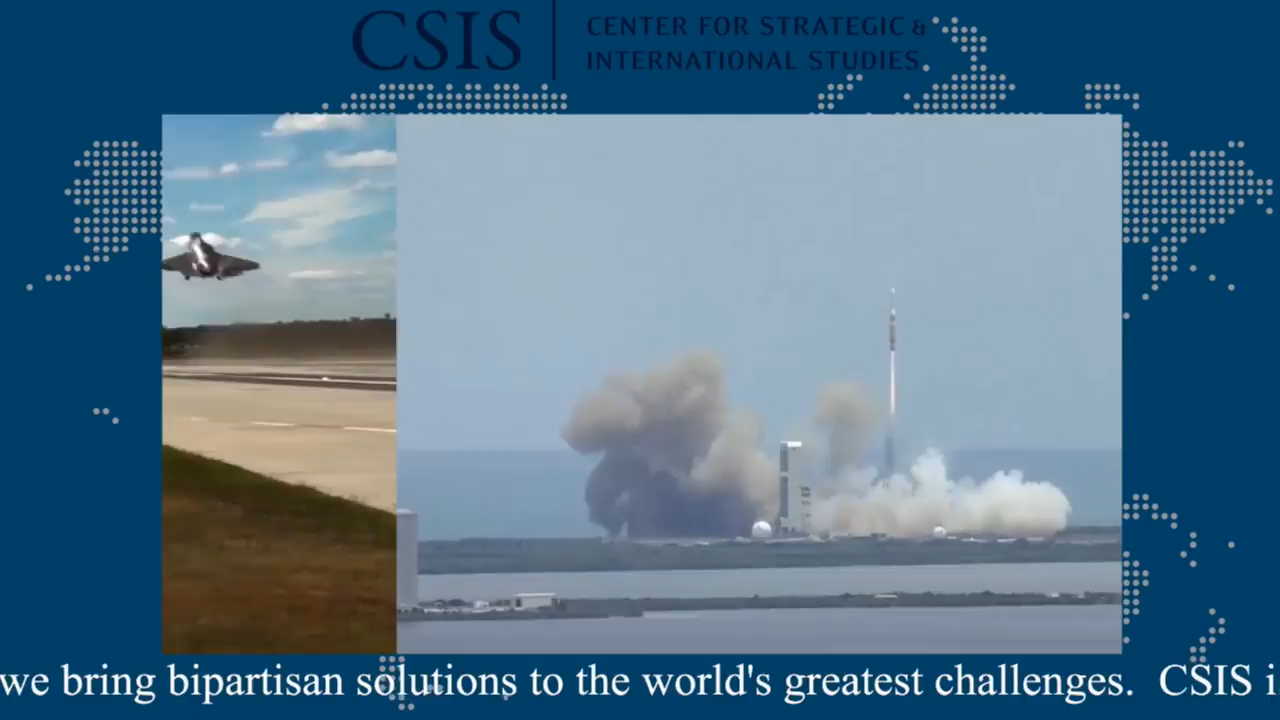 CSIS
CENTER FOR STRATEGIC &
INTERNATIONAL STUDIES
we bring bipartisan solutions to the world's greatest challenges. CSIS i